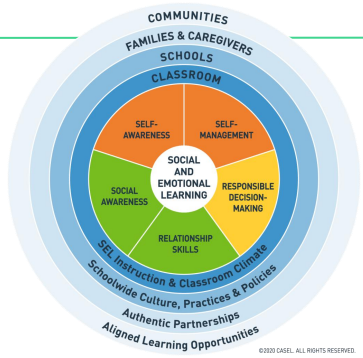 COMMUNITIES
FAMILIES & CAREGIVERS
SCHOOLS
CLASSROOM
SELF-
AWARENESS
SELF-
MANAGEMENT
SOCIAL
AND
EMOTIONAL
LEARNING
SOCIAL
AWARENESS
RESPONSIBLE
DECISION-
MAKING
RELATIONSHIP
SKILLS
SEL Instruction & Classroom Climate
Schoolwide Culture, Practices & Policies
Authentic Partnerships
Aligned Learning Opportunities
©2020 CASEL. ALL RIGHTS RESERVED.